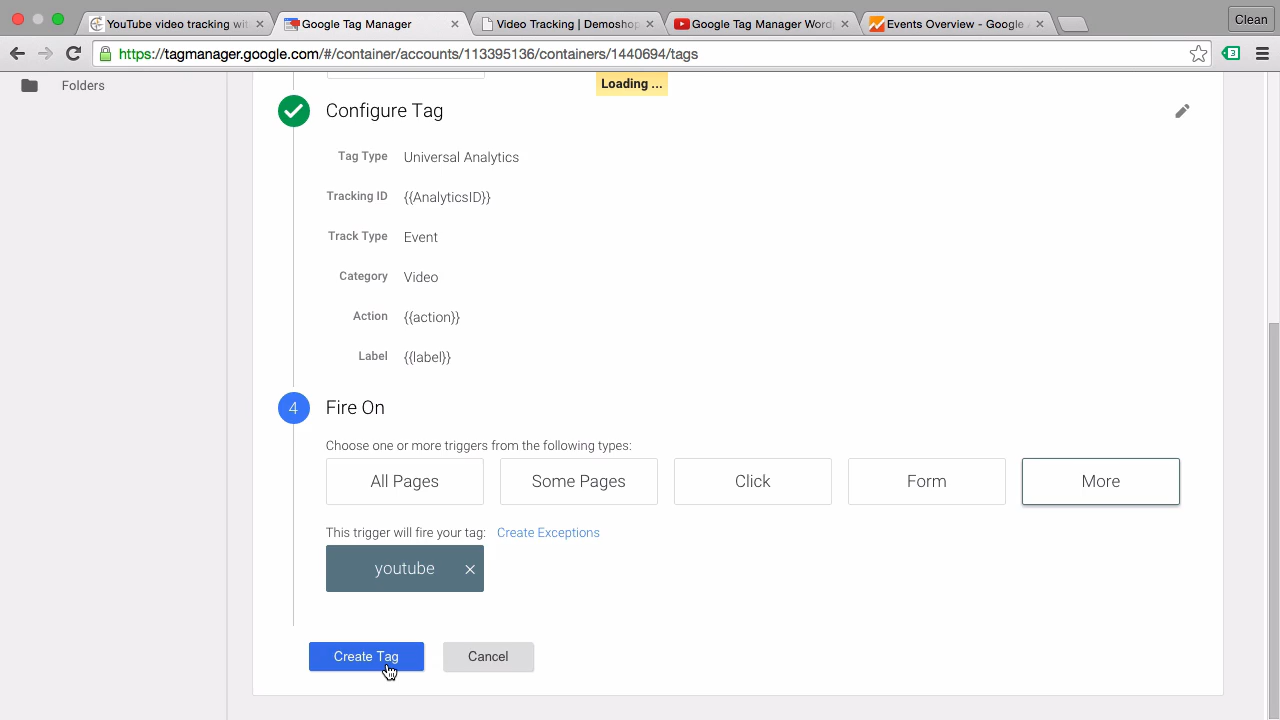 YouTube video tracking wit
Google Tag Manager
Video Tracking | Demoshop
Google Tag Manager Word
Events Overview - Google A
Clean
https://tagmanager.google.com/#/container/accounts/113395136/containers/1440694/tags
3
Folders
Loading ...
Configure Tag
Tag Type Universal Analytics
Tracking ID {{AnalyticsID}}
Track Type Event
Category Video
Action {{action}}
Label {{label}}
4 Fire On
Choose one or more triggers from the following types:
All Pages Some Pages Click Form More
This trigger will fire your tag: Create Exceptions
youtube ×
Create Tag Cancel